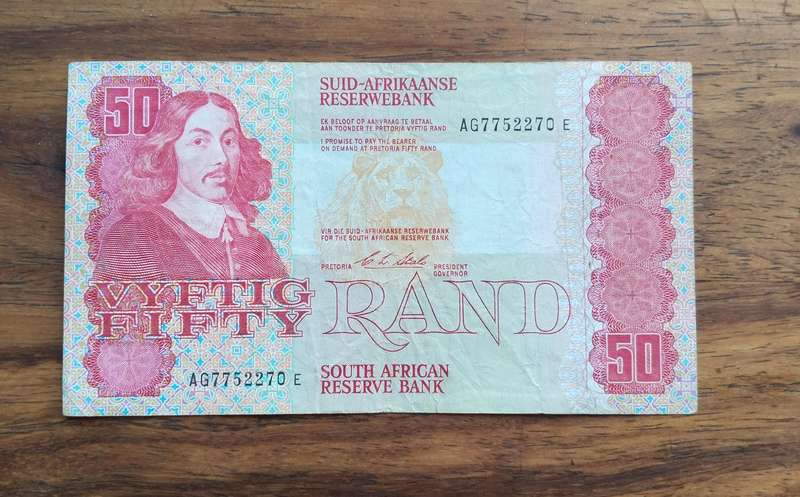 50
SUID-AFRIKAANSE
RESERWEBANK
EK BELOOF OP AANVRAAG TE BETAAL
AAN TOONDER TE PRETORIA VYFTIG RAND
AG7752270 E
I PROMISE TO PAY THE BEARER
ON DEMAND AT PRETORIA FIFTY RAND
VIR DIE SUID-AFRIKAANSE RESERWEBANK
FOR THE SOUTH AFRICAN RESERVE BANK
PRETORIA
PRESIDENT
GOVERNOR
VYFTIG
FIFTY
RAND
50
AG7752270 E
SOUTH AFRICAN
RESERVE BANK